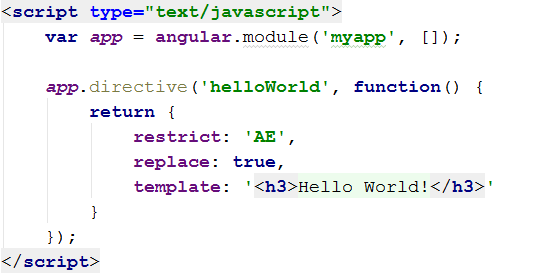 <script type="text/javascript">
    var app = angular.module('myapp', []);

    app.directive('helloWorld', function() {
        return {
            restrict: 'AE',
            replace: true,
            template: '<h3>Hello World!</h3>'
        }
    });
</script>